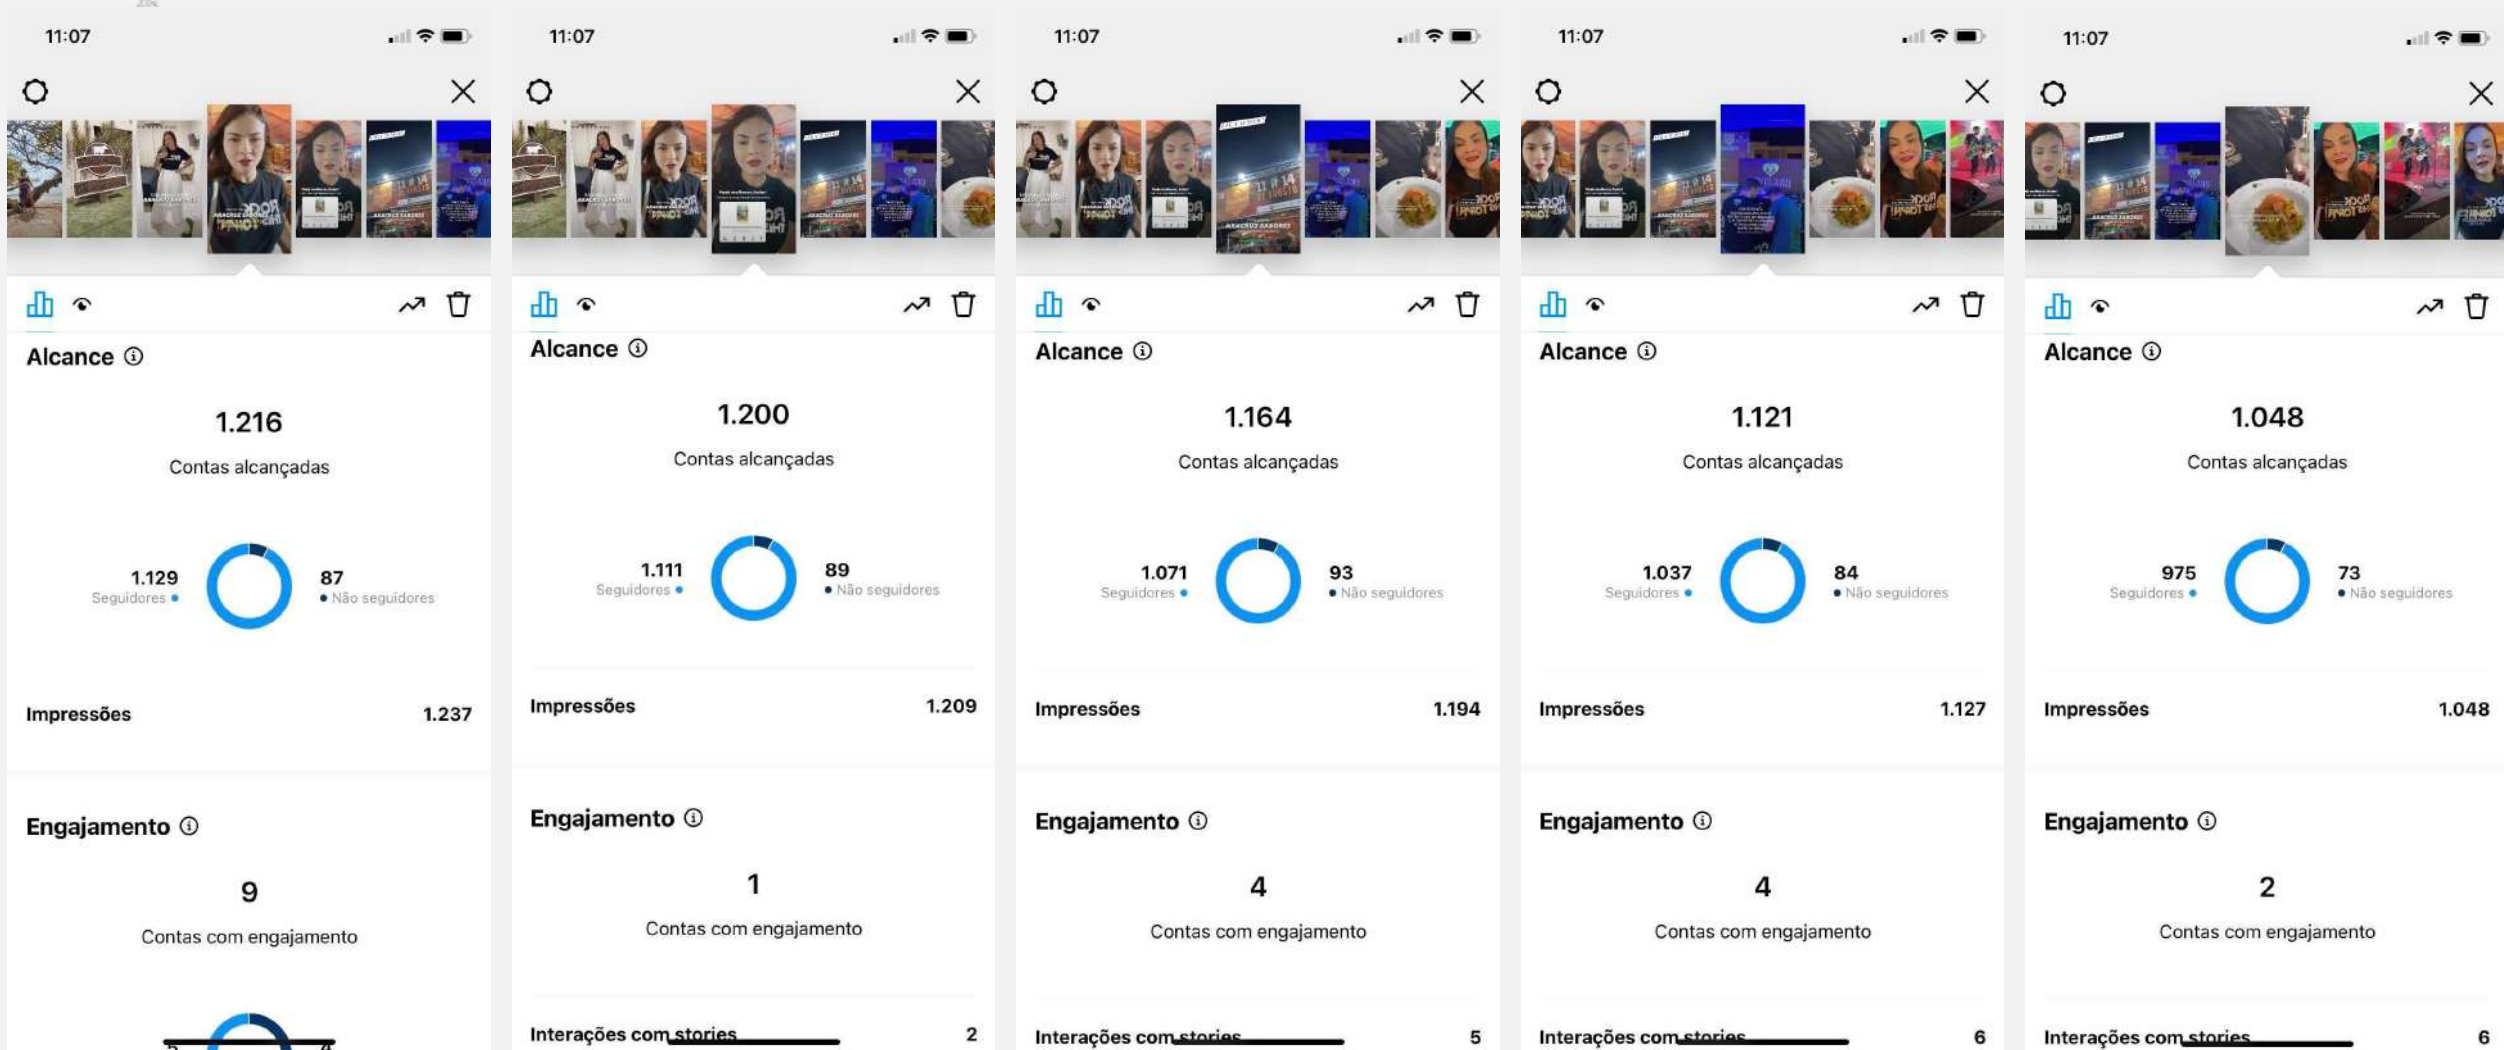 11:07
Alcance
1.216
Contas alcançadas
1.129
Seguidores
87
Não seguidores
Impressões 1.237
Engajamento
9
Contas com engajamento
11:07
ARACRUZ SABORES
Alcance
1.200
Contas alcançadas
1.111
Seguidores
89
Não seguidores
Impressões 1.209
Engajamento
1
Contas com engajamento
Interações com stories 2
11:07
ARACRUZ SABORES
Alcance
1.164
Contas alcançadas
1.071
Seguidores
93
Não seguidores
Impressões 1.194
Engajamento
4
Contas com engajamento
Interações com stories 5
11:07
Alcance
1.121
Contas alcançadas
1.037
Seguidores
84
Não seguidores
Impressões 1.127
Engajamento
4
Contas com engajamento
Interações com stories 6
11:07
Alcance
1.048
Contas alcançadas
975
Seguidores
73
Não seguidores
Impressões 1.048
Engajamento
2
Contas com engajamento
Interações com stories 6